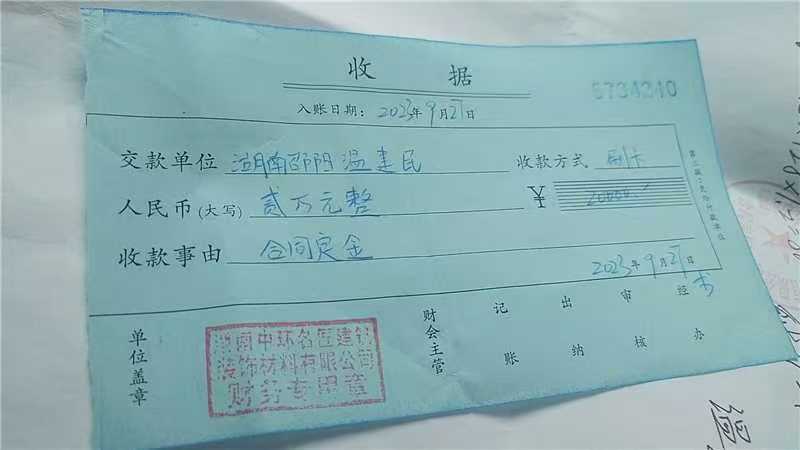 收据
5734240
入账日期：2023年9月27日
交款单位 湖南邵阳温建民 收款方式 刷卡
人民币(大写) 贰万元整 ¥ 20000.
收款事由 合同定金
2023年9月27日
单位盖章 财会主管 记账 出纳 审核 经办
湖南中环名匠建筑
装饰材料有限公司
财务专用章